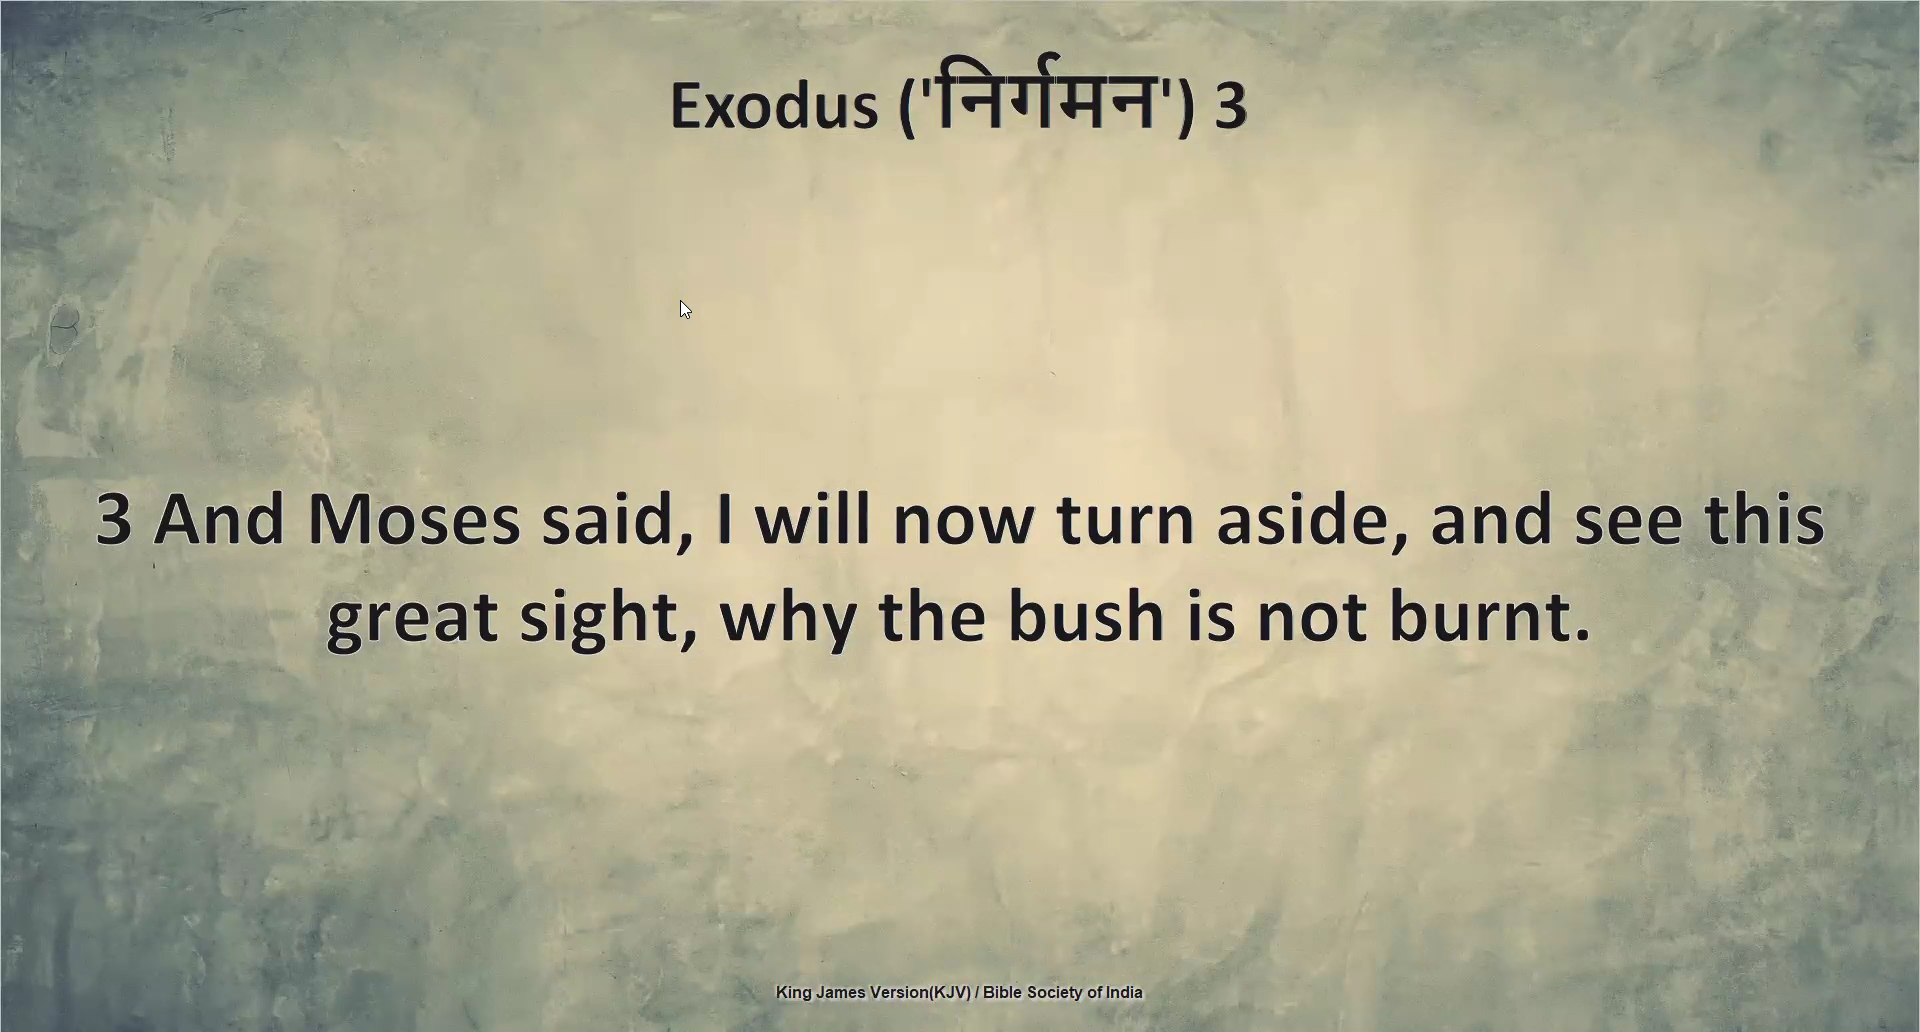 Exodus ('निर्गमन') 3
3 And Moses said, I will now turn aside, and see this
great sight, why the bush is not burnt.
King James Version(KJV) / Bible Society of India